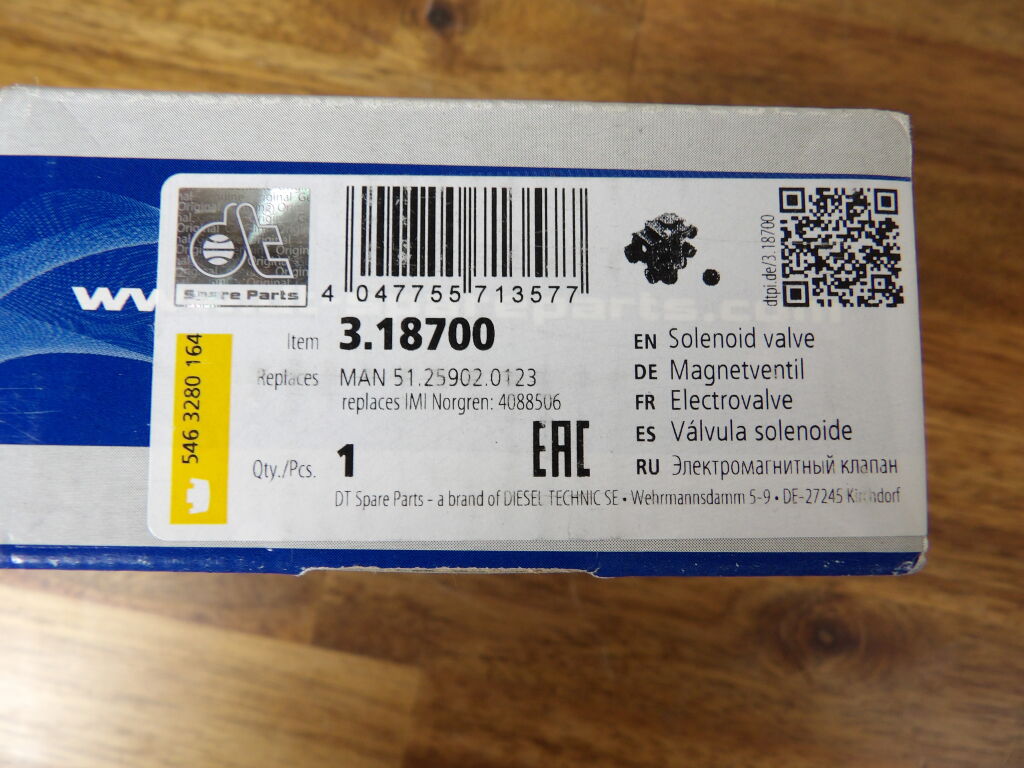 dt
Spare Parts
4 047755 713577
dtpi.de/3.18700
Item 3.18700
Replaces MAN 51.25902.0123
replaces IMI Norgren: 4088506
546 3280 164
Qty./Pcs. 1
EAC
EN Solenoid valve
DE Magnetventil
FR Electrovalve
ES Válvula solenoide
RU Электромагнитный клапан
DT Spare Parts - a brand of DIESEL TECHNIC SE • Wehrmannsdamm 5-9 • DE-27245 Kirchdorf